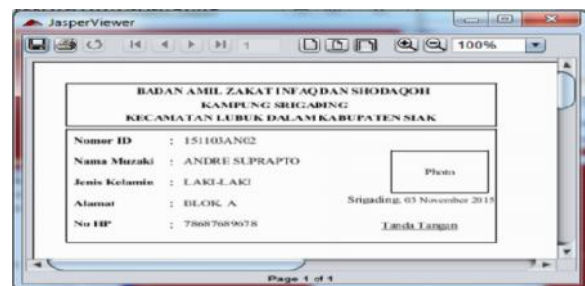 JasperViewer
1
100%
BADAN AMIL ZAKAT INFAQ DAN SHODAQOH
KAMPUNG SRIGADING
KECAMATAN LUBUK DALAM KABUPATEN SIAK
Nomor ID : 151103AN02
Nama Muzaki : ANDRE SUPRAPTO
Jenis Kelamin : LAKI-LAKI
Alamat : BLOK A
No HP : 78687689678
Photo
Srigading, 03 November 2015
Tanda Tangan
Page 1 of 1